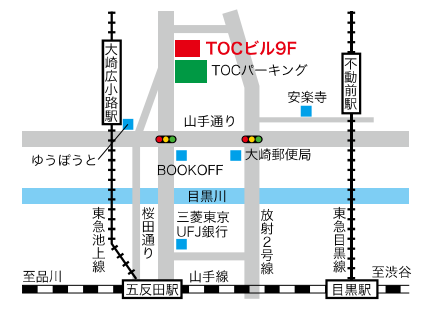 大崎広小路駅
TOCビル9F
TOCパーキング
不動前駅
安楽寺
山手通り
ゆうぽうと
大崎郵便局
BOOKOFF
目黒川
東急池上線
桜田通り
三菱東京
UFJ銀行
放射2号線
東急目黒線
至品川
山手線
至渋谷
五反田駅
目黒駅